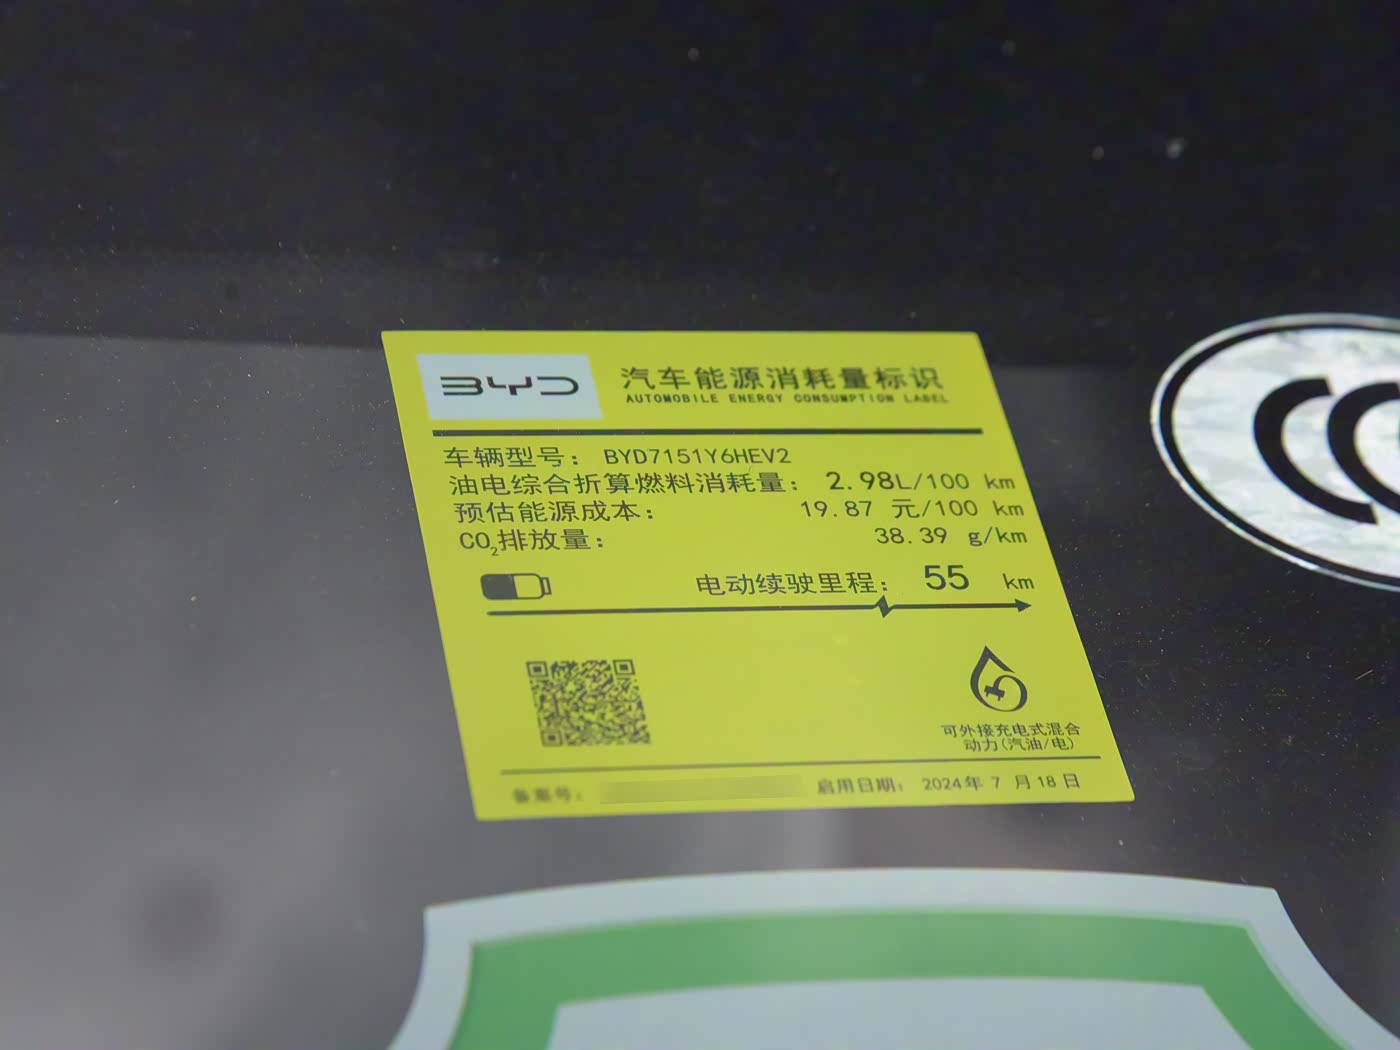 BYD
汽车能源消耗量标识
AUTOMOBILE ENERGY CONSUMPTION LABEL
车辆型号： BYD7151Y6HEV2
油电综合折算燃料消耗量： 2.98L/100 km
预估能源成本： 19.87 元/100 km
CO₂排放量： 38.39 g/km
电动续驶里程： 55 km
可外接充电式混合
动力(汽油/电)
备案号： 启用日期： 2024年 7 月 18 日
CC